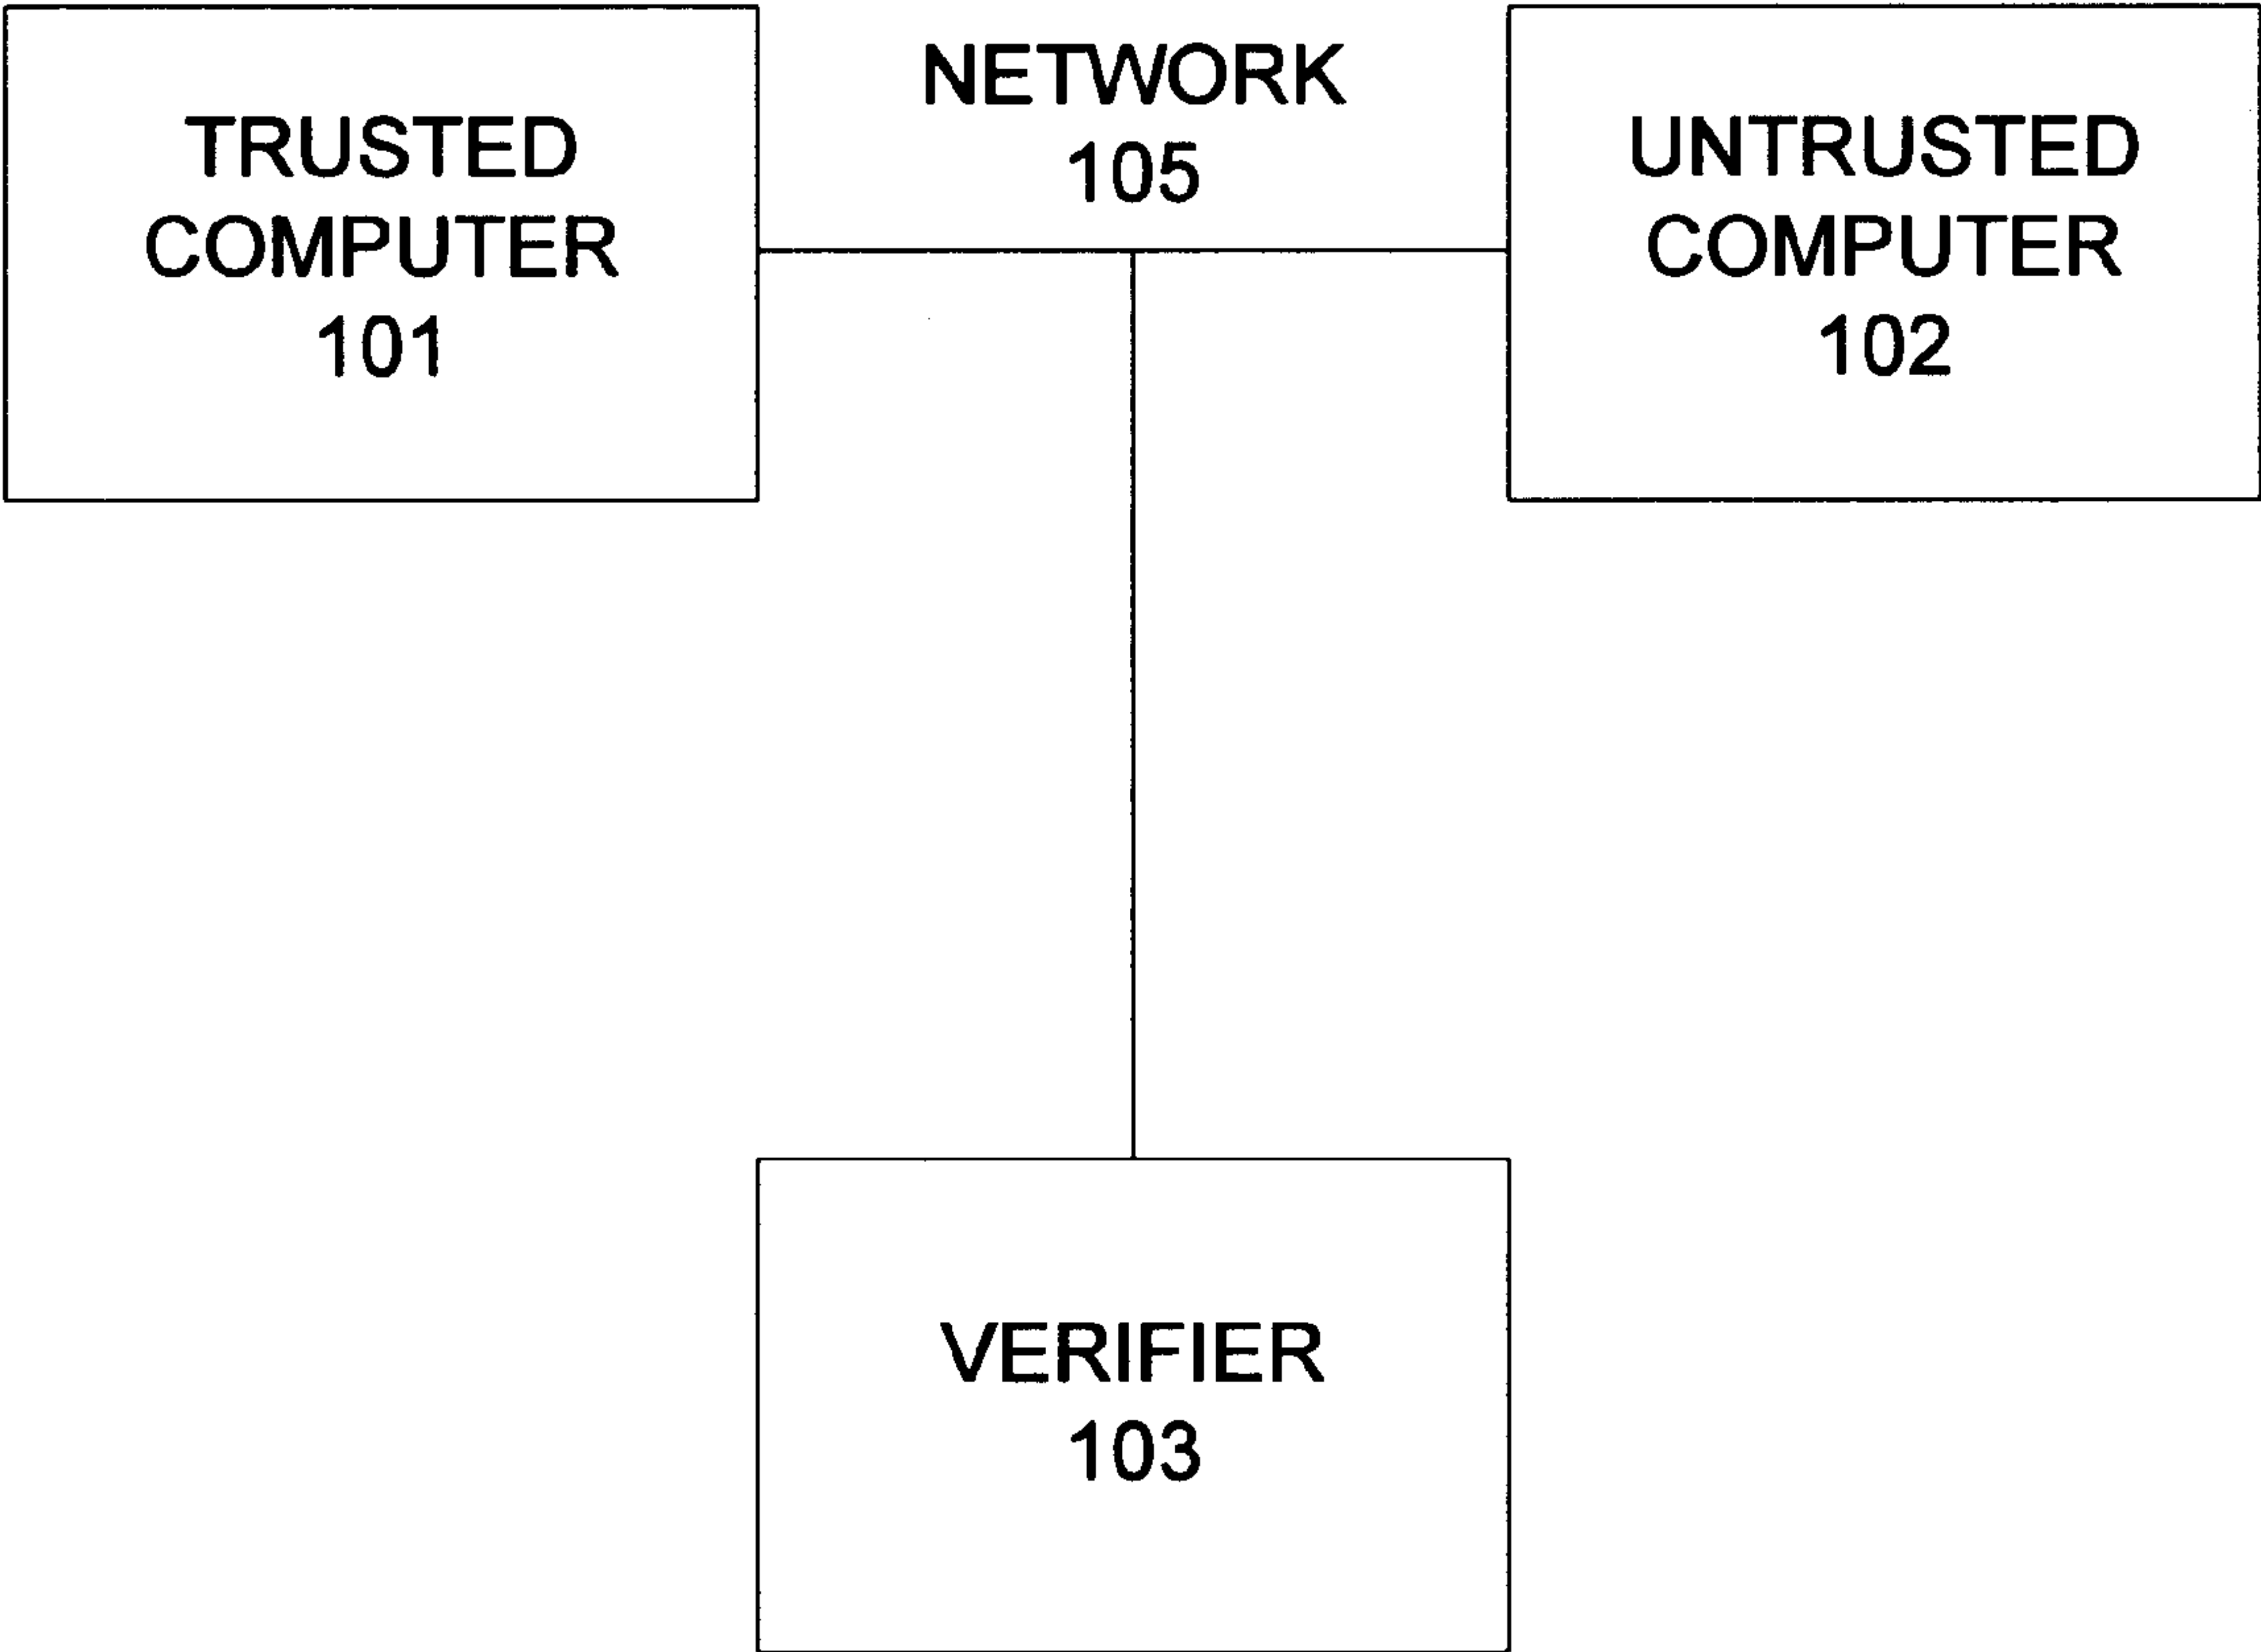 TRUSTED
COMPUTER
101
NETWORK
105
UNTRUSTED
COMPUTER
102
VERIFIER
103